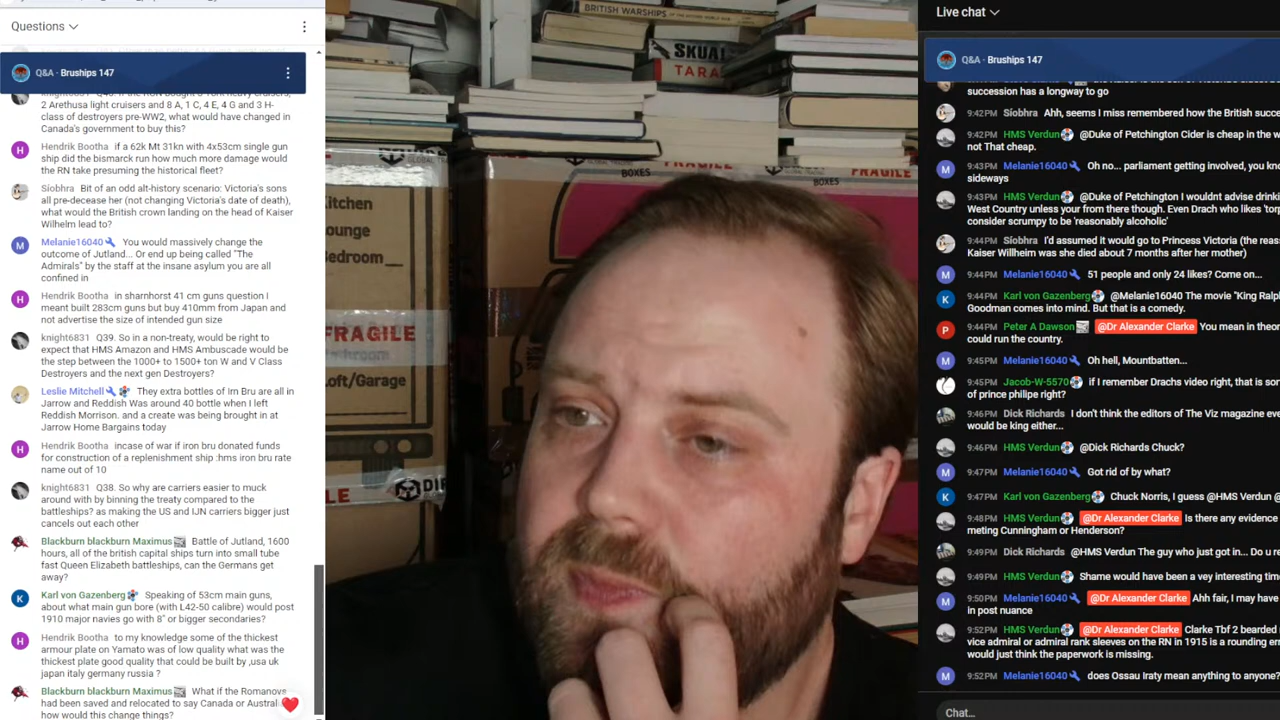 Questions
Q&A · Bruships 147
2 Arethusa light cruisers and 8 A, 1 C, 4 E, 4 G and 3 H-
class of destroyers pre-WW2, what would have changed in
Canada's government to buy this?
Hendrik Bootha if a 62k Mt 31kn with 4x53cm single gun
ship did the bismarck run how much more damage would
the RN take presuming the historical fleet?
Síobhra Bit of an odd alt-history scenario: Victoria's sons
all pre-decease her (not changing Victoria's date of death),
what would the British crown landing on the head of Kaiser
Wilhelm lead to?
Melanie16040 You would massively change the
outcome of Jutland... Or end up being called "The
Admirals" by the staff at the insane asylum you are all
confined in
Hendrik Bootha in sharnhorst 41 cm guns question I
meant built 283cm guns but buy 410mm from Japan and
not advertise the size of intended gun size
knight6831 Q39. So in a non-treaty, would be right to
expect that HMS Amazon and HMS Ambuscade would be
the step between the 1000+ to 1500+ ton W and V Class
Destroyers and the next gen Destroyers?
Leslie Mitchell They extra bottles of Irn Bru are all in
Jarrow and Reddish Was around 40 bottle when I left
Reddish Morrison. and a create was being brought in at
Jarrow Home Bargains today
Hendrik Bootha incase of war if iron bru donated funds
for construction of a replenishment ship :hms iron bru rate
name out of 10
knight6831 Q38. So why are carriers easier to muck
around with by binning the treaty compared to the
battleships? as making the US and IJN carriers bigger just
cancels out each other
Blackburn blackburn Maximus Battle of Jutland, 1600
hours, all of the british capital ships turn into small tube
fast Queen Elizabeth battleships, can the Germans get
away?
Karl von Gazenberg Speaking of 53cm main guns,
about what main gun bore (with L42-50 calibre) would post
1910 major navies go with 8" or bigger secondaries?
Hendrik Bootha to my knowledge some of the thickest
armour plate on Yamato was of low quality what was the
thickest plate good quality that could be built by ,usa uk
japan italy germany russia ?
Blackburn blackburn Maximus What if the Romanovs
had been saved and relocated to say Canada or Austral
how would this change things?
BRITISH WARSHIPS
SKUA
TARA
BOXES
FRAGILE
BOXES
FRAGILE
itchen
ounge
edroom
FRAGILE
throom
oft/Garage
LE
DIR
Live chat
Q&A · Bruships 147
succession has a longway to go
9:42PM Síobhra Ahh, seems I miss remembered how the British succe
9:42PM HMS Verdun @Duke of Petchington Cider is cheap in the w
not That cheap.
9:43PM Melanie16040 Oh no... parliament getting involved, you kno
sideways
9:43PM HMS Verdun @Duke of Petchington I wouldnt advise drinki
West Country unless your from there though. Even Drach who likes 'torp
consider scrumpy to be 'reasonably alcoholic'
9:44PM Síobhra I'd assumed it would go to Princess Victoria (the reas
Kaiser Willheim was she died about 7 months after her mother)
9:44PM Melanie16040 51 people and only 24 likes? Come on...
9:44PM Karl von Gazenberg @Melanie16040 The movie "King Ralph
Goodman comes into mind. But that is a comedy.
9:44PM Peter A Dawson @Dr Alexander Clarke You mean in theor
could run the country.
9:45PM Melanie16040 Oh hell, Mountbatten...
9:45PM Jacob-W-5570 if I remember Drachs video right, that is sor
of prince philipe right?
9:46PM Dick Richards I don't think the editors of The Viz magazine eve
would be king either...
9:46PM HMS Verdun @Dick Richards Chuck?
9:47PM Melanie16040 Got rid of by what?
9:47PM Karl von Gazenberg Chuck Norris, I guess @HMS Verdun @
9:48PM HMS Verdun @Dr Alexander Clarke Is there any evidence
meting Cunningham or Henderson?
9:49PM Dick Richards @HMS Verdun The guy who just got in... Do u re
9:49PM HMS Verdun Shame would have been a vey interesting time
9:50PM Melanie16040 @Dr Alexander Clarke Ahh fair, I may have
in post nuance
9:52PM HMS Verdun @Dr Alexander Clarke Clarke Tbf 2 bearded
vice admiral or admiral rank sleeves on the RN in 1915 is a rounding err
would just think the paperwork is missing.
9:52PM Melanie16040 does Ossau Iraty mean anything to anyone?
Chat...